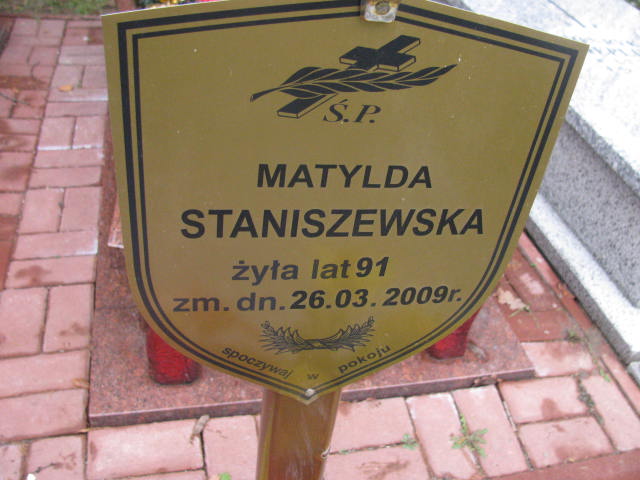 Ś.P.
MATYLDA
STANISZEWSKA
żyła lat 91
zm. dn. 26.03.2009r.
spoczywaj w pokoju